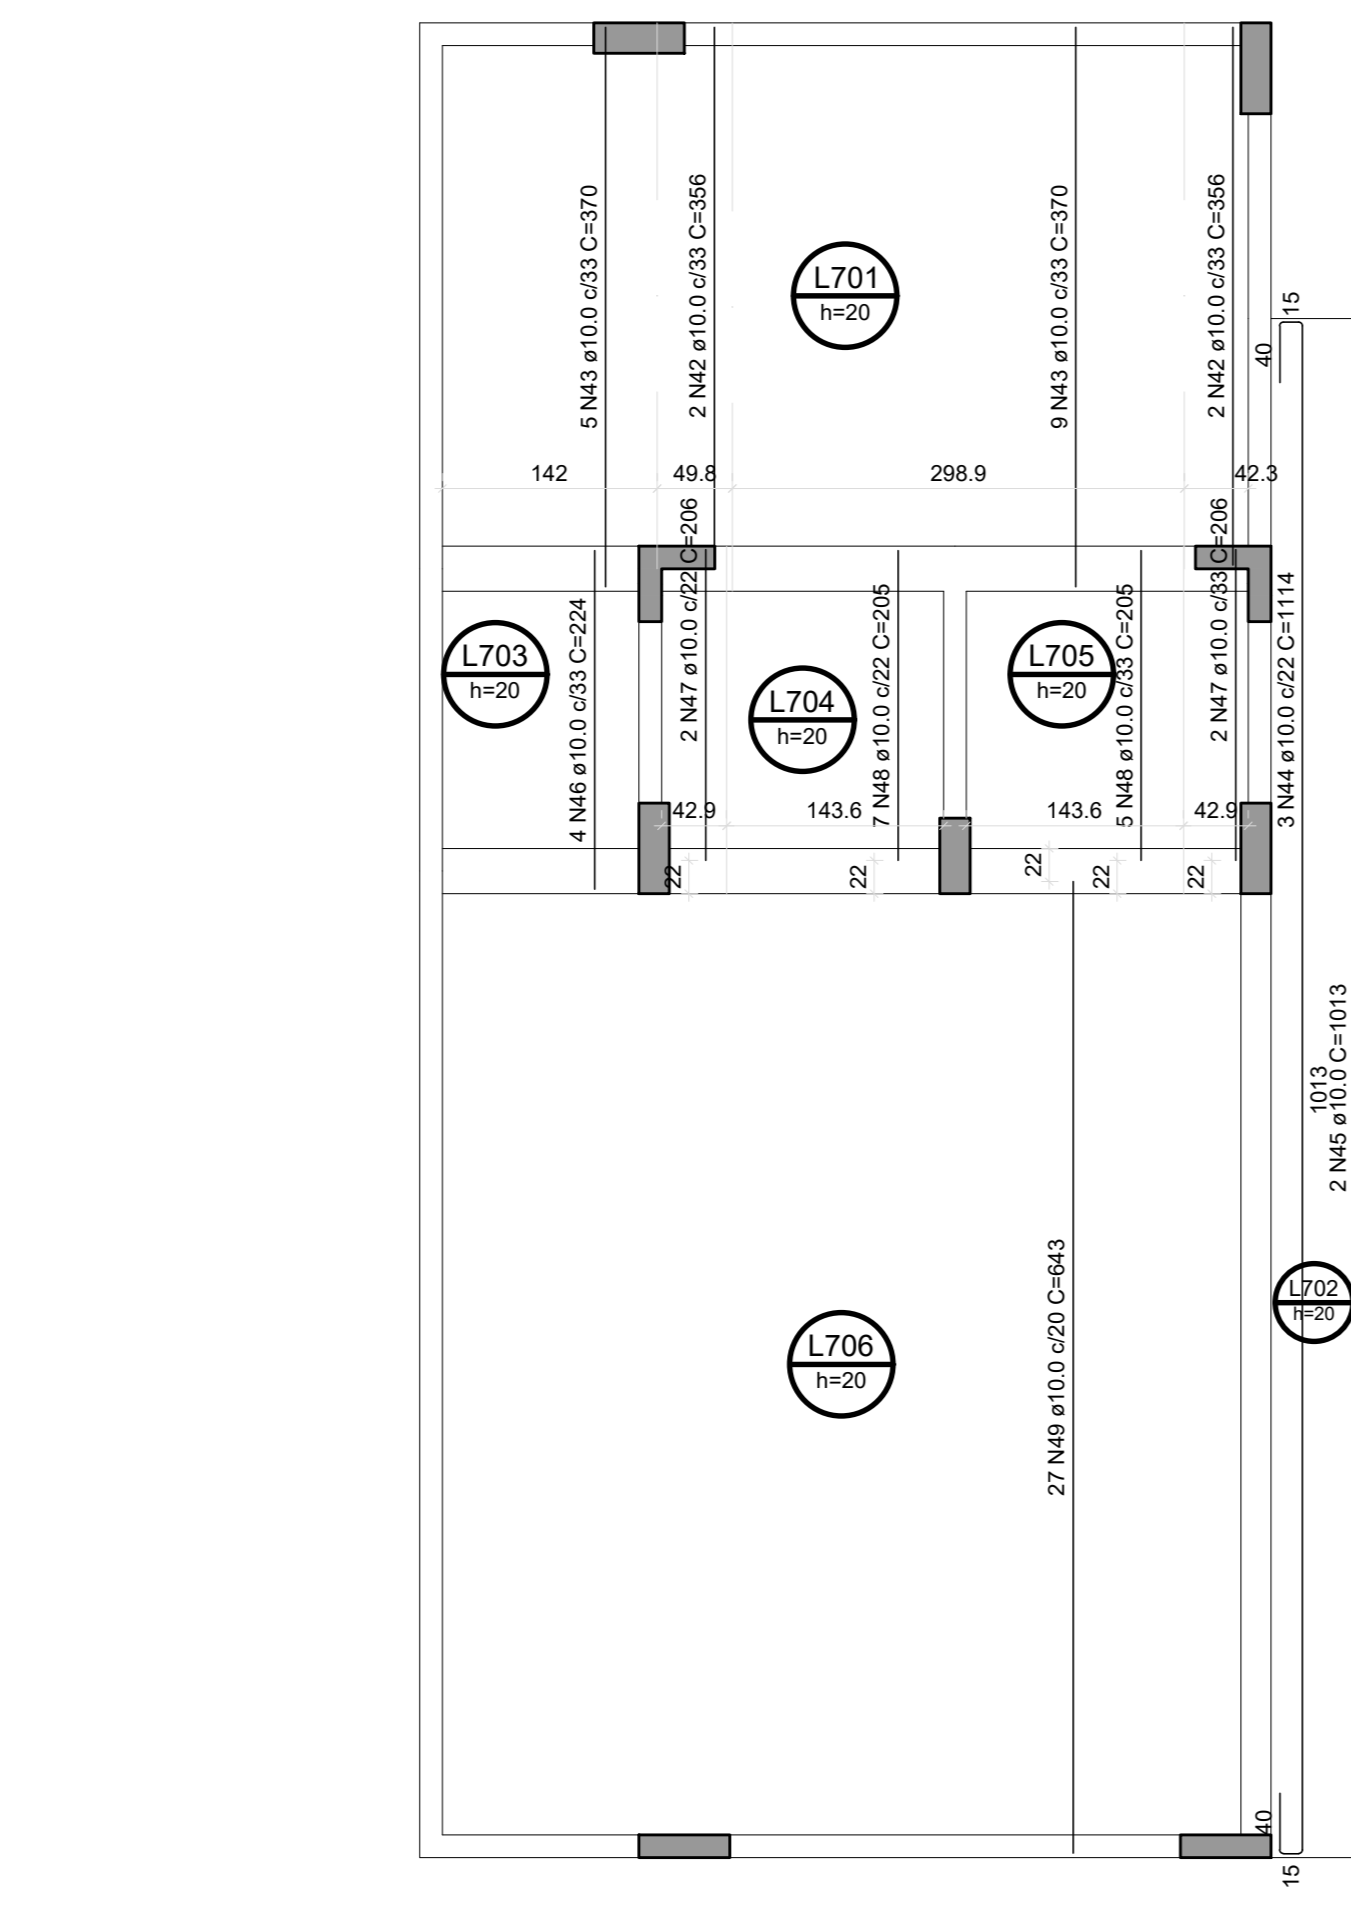 5 N43 ø10.0 c/33 C=370
2 N42 ø10.0 c/33 C=356
9 N43 ø10.0 c/33 C=370
2 N42 ø10.0 c/33 C=356
L701
h=20
15
40
142
49.8
298.9
42.3
4 N46 ø10.0 c/33 C=224
2 N47 ø10.0 c/22 C=206
7 N48 ø10.0 c/22 C=205
5 N48 ø10.0 c/33 C=205
2 N47 ø10.0 c/33 C=206
3 N44 ø10.0 c/22 C=1114
L703
h=20
L704
h=20
L705
h=20
42.9
143.6
143.6
42.9
22
22
22
22
22
1013
2 N45 ø10.0 C=1013
27 N49 ø10.0 c/20 C=643
L702
h=20
L706
h=20
40
15